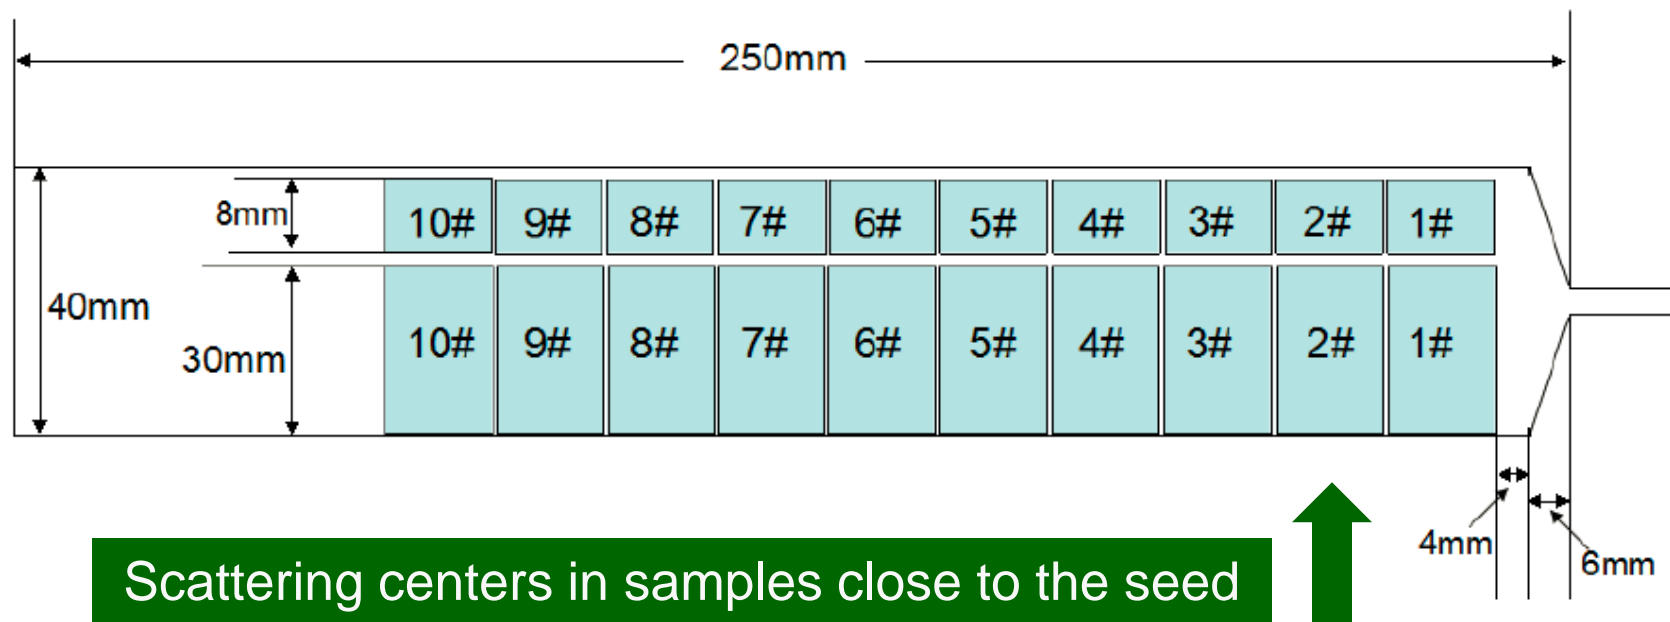 250mm
8mm
10# 9# 8# 7# 6# 5# 4# 3# 2# 1#
40mm
30mm
10# 9# 8# 7# 6# 5# 4# 3# 2# 1#
4mm
6mm
Scattering centers in samples close to the seed